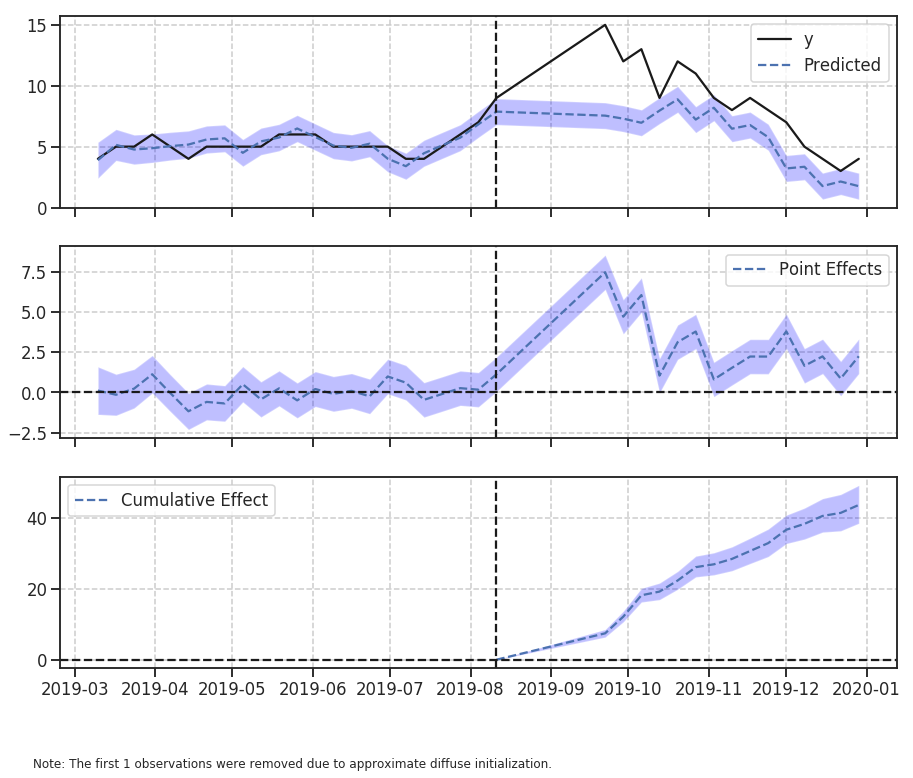 15
10
5
0
y
Predicted
7.5
5.0
2.5
0.0
−2.5
Point Effects
40
20
0
Cumulative Effect
2019-03 2019-04 2019-05 2019-06 2019-07 2019-08 2019-09 2019-10 2019-11 2019-12 2020-01
Note: The first 1 observations were removed due to approximate diffuse initialization.